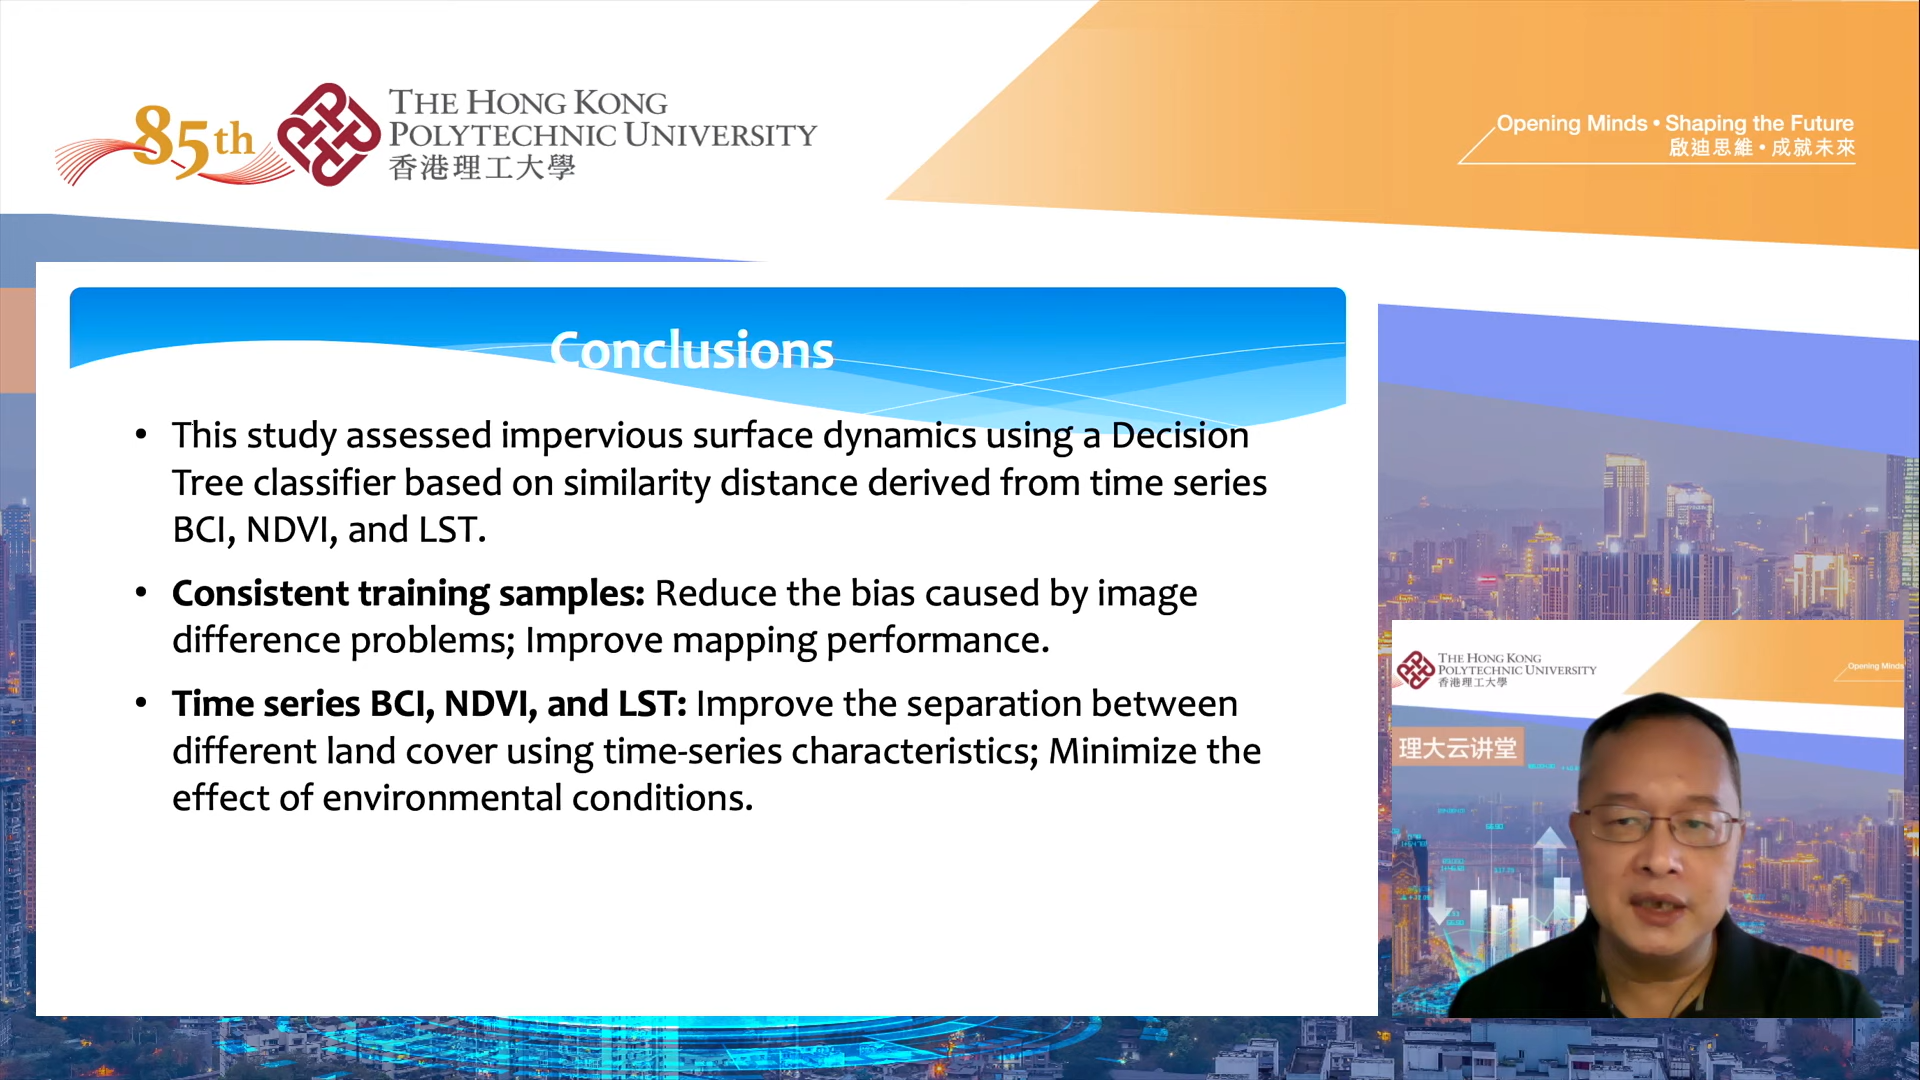 85th
THE HONG KONG
POLYTECHNIC UNIVERSITY
香港理工大學
Opening Minds • Shaping the Future
啟迪思維 • 成就未來
Conclusions
• This study assessed impervious surface dynamics using a Decision
Tree classifier based on similarity distance derived from time series
BCI, NDVI, and LST.
• Consistent training samples: Reduce the bias caused by image
difference problems; Improve mapping performance.
• Time series BCI, NDVI, and LST: Improve the separation between
different land cover using time-series characteristics; Minimize the
effect of environmental conditions.
THE HONG KONG
POLYTECHNIC UNIVERSITY
香港理工大學
Opening Minds
理大云讲堂